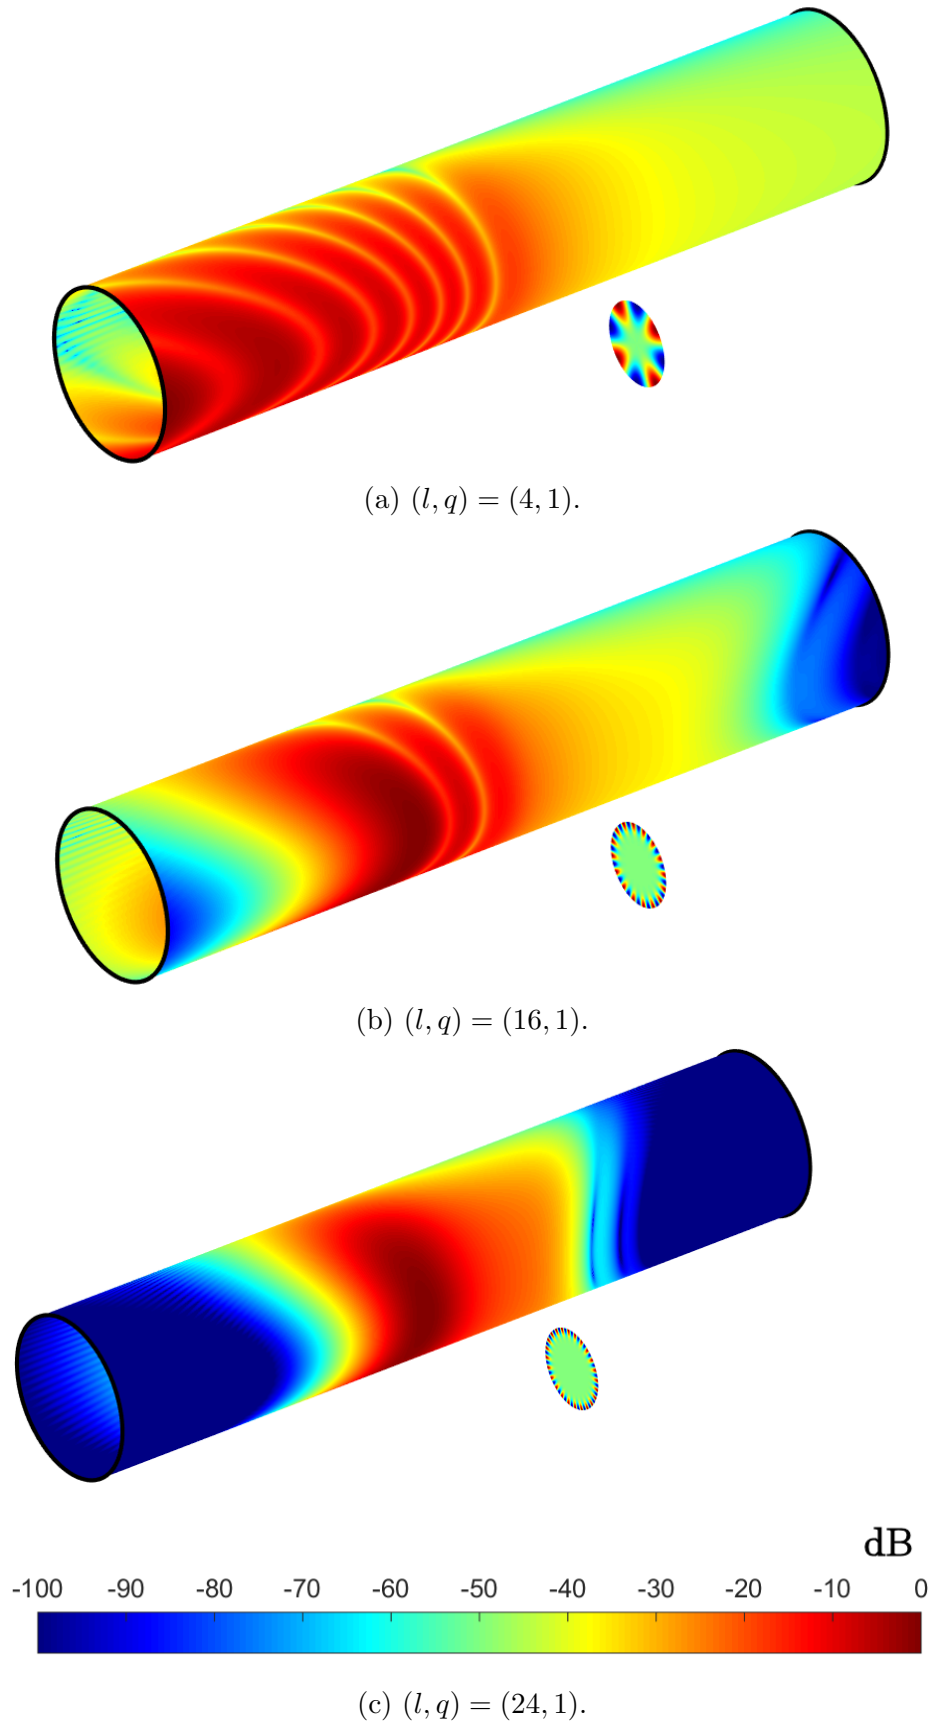 (a) (l, q) = (4, 1).
(b) (l, q) = (16, 1).
dB
-100 -90 -80 -70 -60 -50 -40 -30 -20 -10 0
(c) (l, q) = (24, 1).